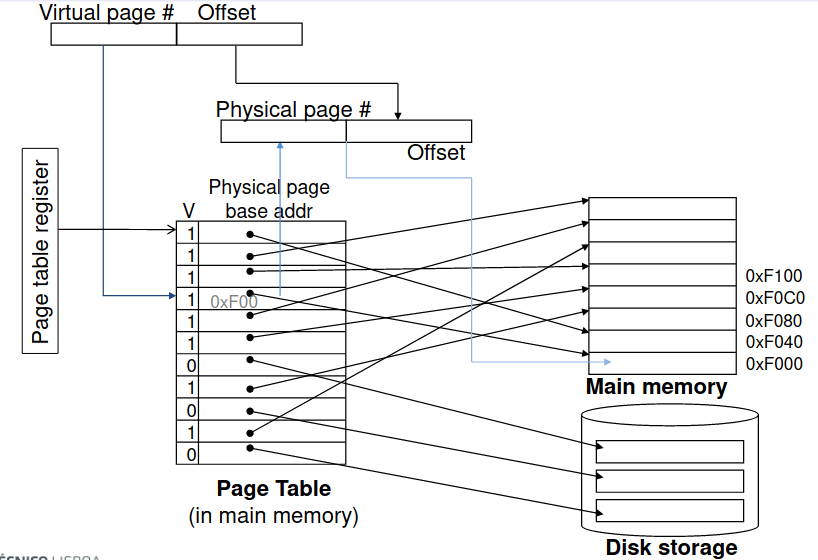 Virtual page # Offset
Physical page #
Offset
Page table register
Physical page
V base addr
1
1
1
1 0xF00
1
1
0
1
0
1
0
0xF100
0xF0C0
0xF080
0xF040
0xF000
Main memory
Page Table
(in main memory)
Disk storage